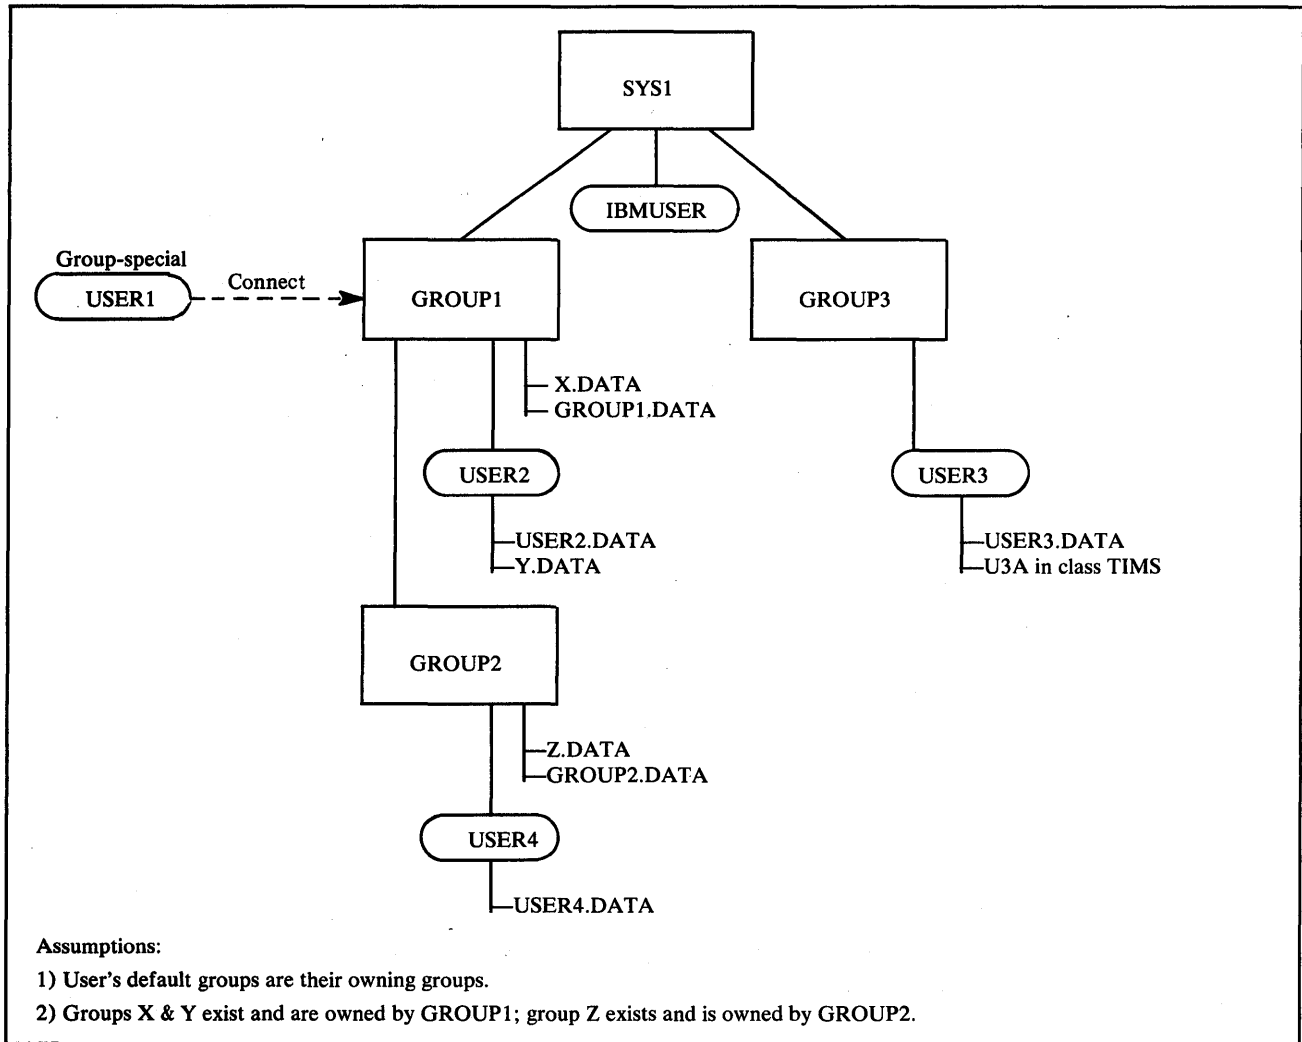 SYS1
IBMUSER
Group-special
USER1
Connect
GROUP1
GROUP3
X.DATA
GROUP1.DATA
USER2
USER3
USER2.DATA
Y.DATA
USER3.DATA
U3A in class TIMS
GROUP2
Z.DATA
GROUP2.DATA
USER4
USER4.DATA
Assumptions:
1) User's default groups are their owning groups.
2) Groups X & Y exist and are owned by GROUP1; group Z exists and is owned by GROUP2.